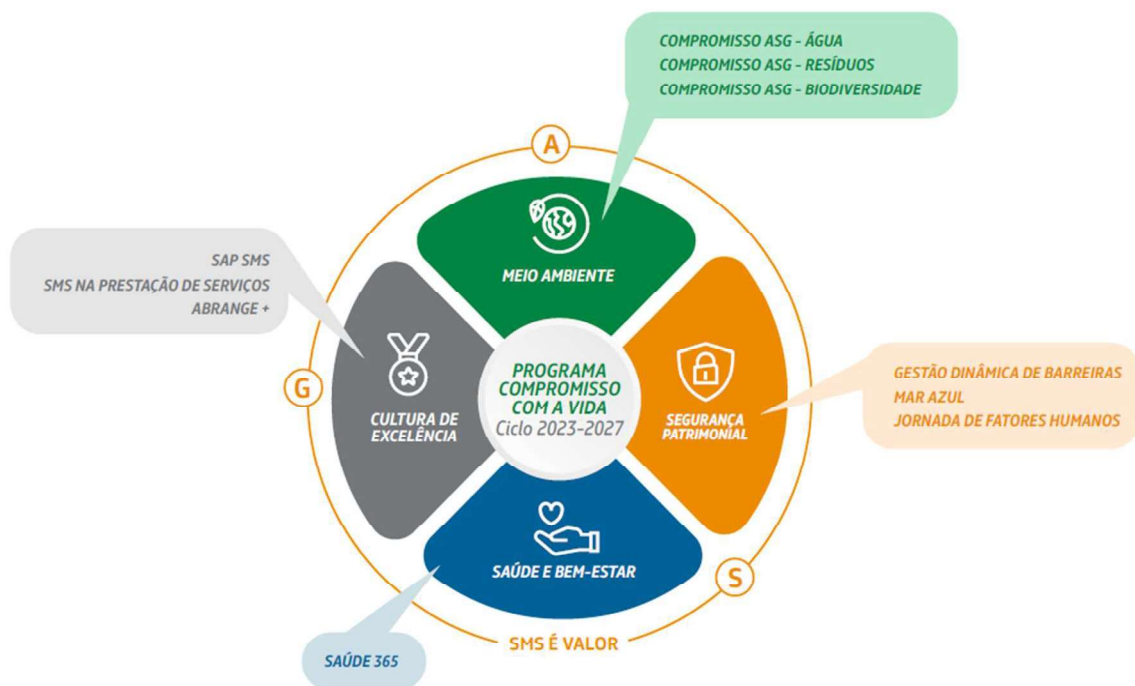 COMPROMISSO ASG - ÁGUA
COMPROMISSO ASG - RESÍDUOS
COMPROMISSO ASG - BIODIVERSIDADE
A
MEIO AMBIENTE
SAP SMS
SMS NA PRESTAÇÃO DE SERVIÇOS
ABRANGE +
G
CULTURA DE
EXCELÊNCIA
PROGRAMA
COMPROMISSO
COM A VIDA
Ciclo 2023-2027
SEGURANÇA
PATRIMONIAL
GESTÃO DINÂMICA DE BARREIRAS
MAR AZUL
JORNADA DE FATORES HUMANOS
SAÚDE E BEM-ESTAR
S
SMS É VALOR
SAÚDE 365